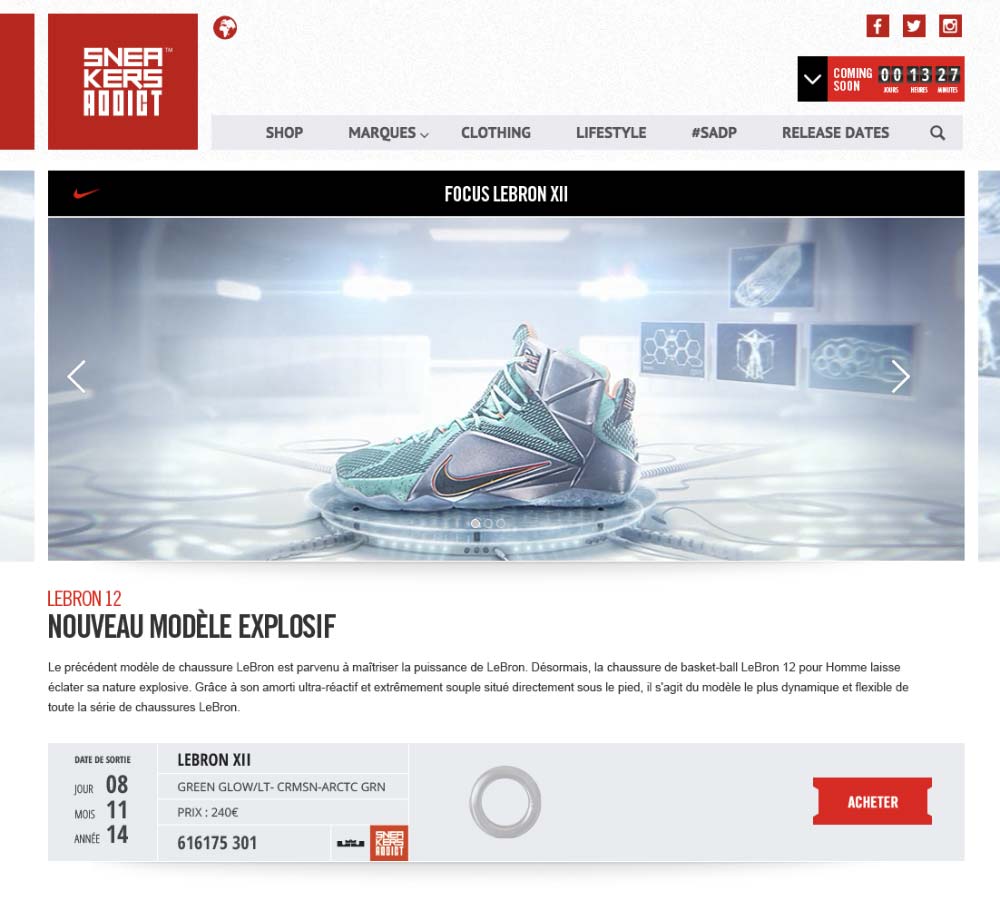 SNEA™
KERS
ADDICT
COMING
SOON
00 13 27
JOURS HEURES MINUTES
SHOP MARQUES CLOTHING LIFESTYLE #SADP RELEASE DATES
FOCUS LEBRON XII
LEBRON 12
NOUVEAU MODÈLE EXPLOSIF
Le précédent modèle de chaussure LeBron est parvenu à maîtriser la puissance de LeBron. Désormais, la chaussure de basket-ball LeBron 12 pour Homme laisse
éclater sa nature explosive. Grâce à son amorti ultra-réactif et extrêmement souple situé directement sous le pied, il s'agit du modèle le plus dynamique et flexible de
toute la série de chaussures LeBron.
DATE DE SORTIE
JOUR 08
MOIS 11
ANNÉE 14
LEBRON XII
GREEN GLOW/LT- CRMSN-ARCTC GRN
PRIX : 240€
616175 301
SNEA
KERS
ADDICT
ACHETER